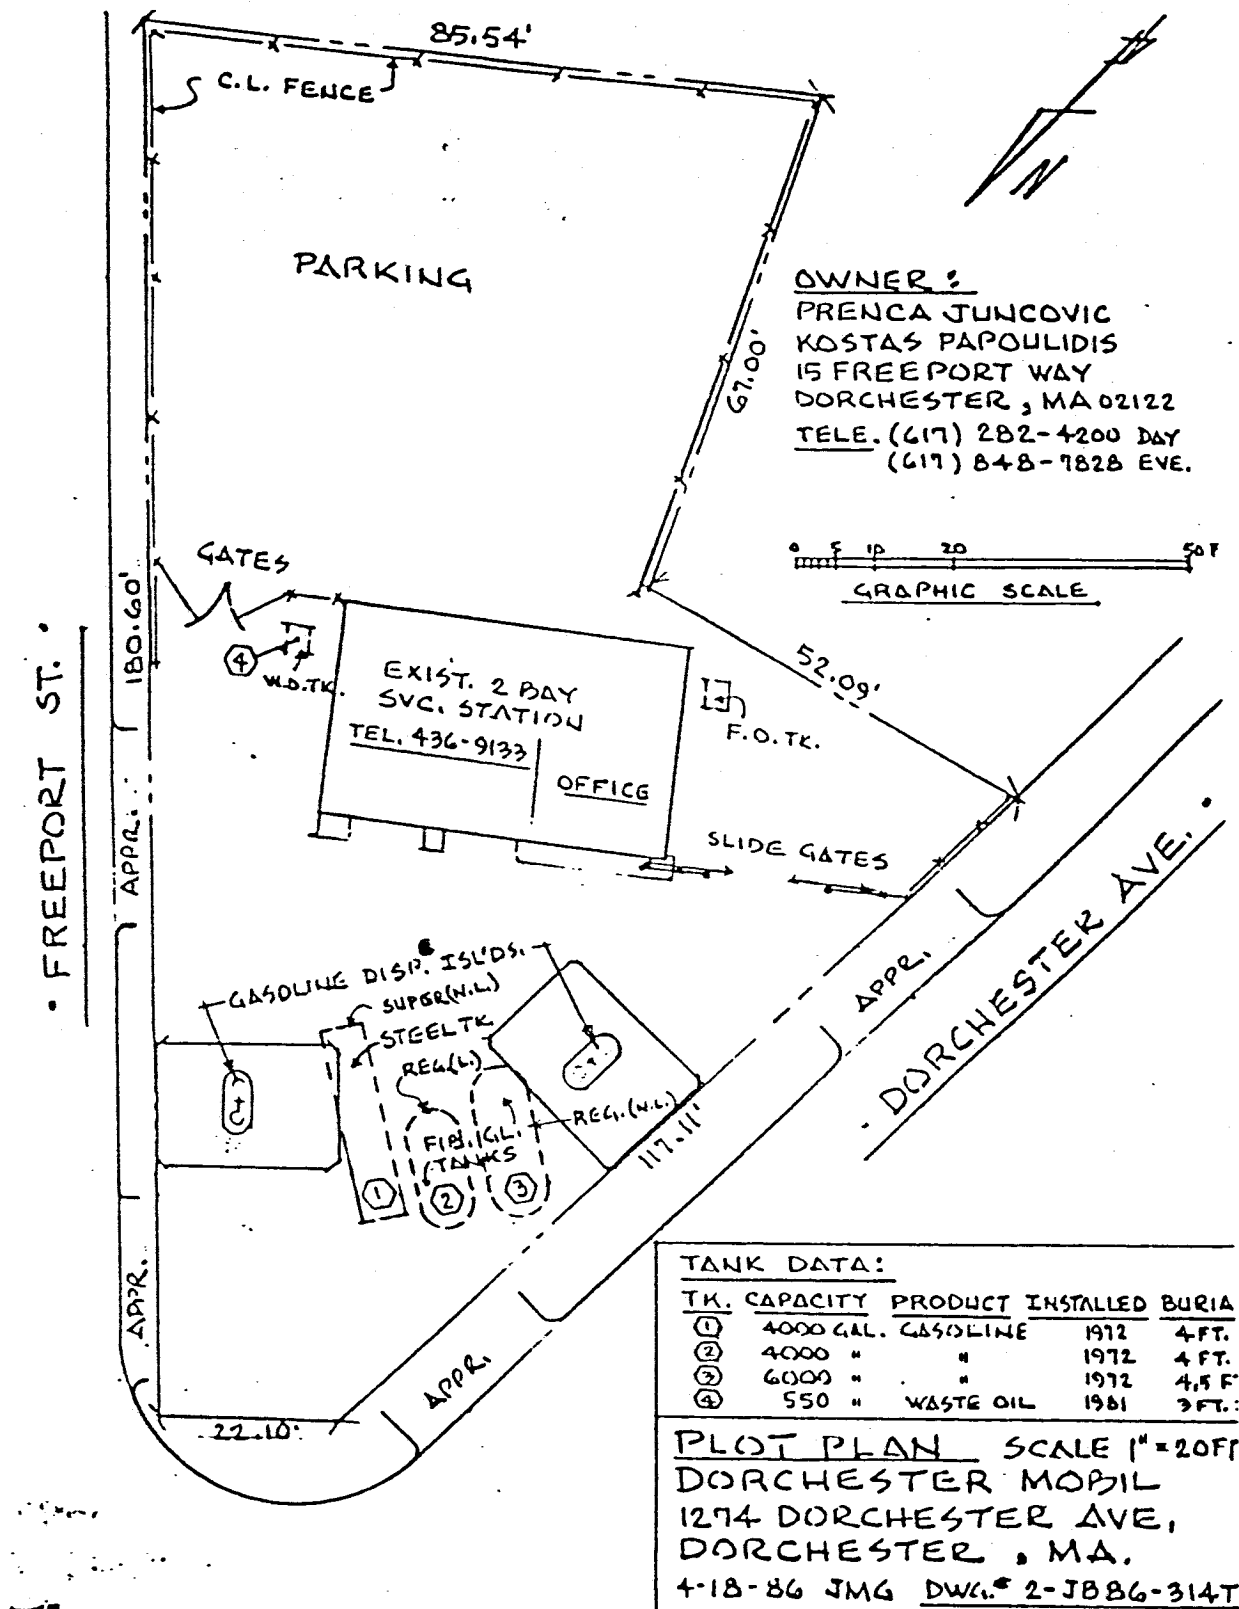 85.54'
C.L. FENCE
N
PARKING
OWNER:
PRENCA JUNCOVIC
KOSTAS PAPOULIDIS
15 FREEPORT WAY
DORCHESTER, MA 02122
TELE. (617) 282-4200 DAY
(617) 848-7828 EVE.
67.00'
0 5 10 20 50 F
GRAPHIC SCALE
GATES
180.60'
4
W.O.TK.
EXIST. 2 BAY
SVC. STATION
TEL. 436-9133
OFFICE
52.09'
F.O.TK.
• FREEPORT ST. •
APPR.
SLIDE GATES
APPR.
• DORCHESTER AVE. •
GASOLINE DISP. ISL'DS.
SUPER(N.L.)
STEEL TK.
REG(L.)
REG.(N.L.)
FIB. GL.
TANKS
1 2 3
117.11'
APPR.
APPR.
22.10'
TANK DATA:
TK. CAPACITY PRODUCT INSTALLED BURIA
1 4000 GAL. GASOLINE 1972 4 FT.
2 4000 " " 1972 4 FT.
3 6000 " " 1972 4.5 F
4 550 " WASTE OIL 1981 3 FT.
PLOT PLAN SCALE 1" = 20FT
DORCHESTER MOBIL
1274 DORCHESTER AVE,
DORCHESTER, MA.
4-18-86 JMG DWG.# 2-JB86-314T